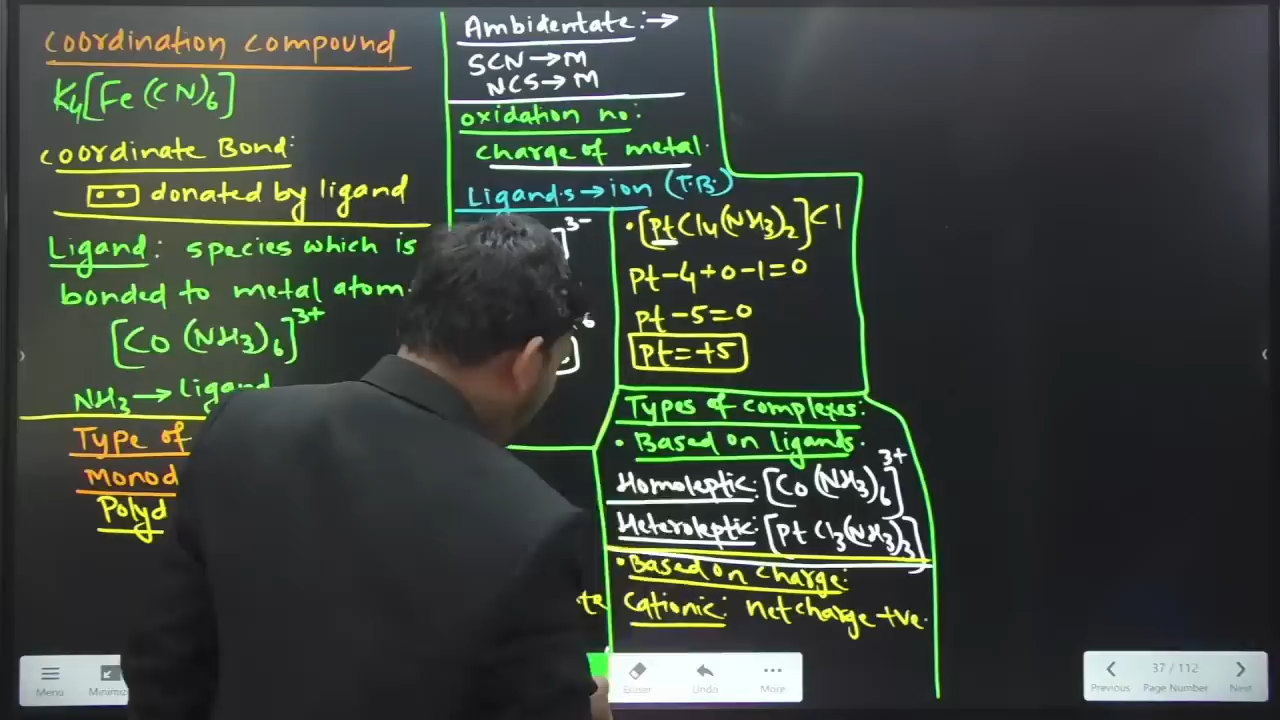 Coordination compound
K4[Fe(CN)6]
Coordinate Bond:
donated by ligand
Ligand: species which is
bonded to metal atom.
[Co(NH3)6]3+
NH3→ligand
Type of
Monod
Polyd
Ambidentate:→
SCN→M
NCS→M
oxidation no:
charge of metal.
Ligands→ion (T.B.)
]3-
6
• [PtCl4(NH3)2]Cl
Pt-4+0-1=0
Pt-5=0
Pt=+5
Types of complexes:
• Based on ligands.
Homoleptic: [Co(NH3)6]3+
Heteroleptic: [PtCl3(NH3)3]
• Based on charge:
te
Cationic: net charge +ve.
Menu
Minimiz
Eraser
Undo
More
Previous
37 / 112
Page Number
Next